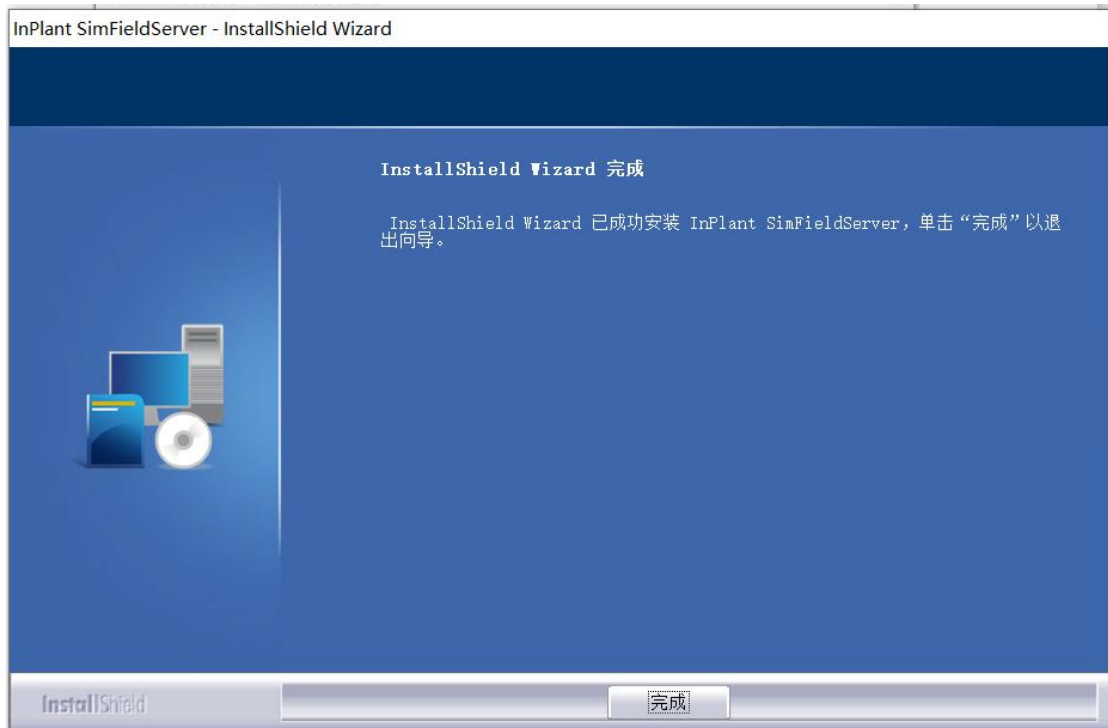 InPlant SimFieldServer - InstallShield Wizard
InstallShield Wizard 完成
InstallShield Wizard 已成功安装 InPlant SimFieldServer，单击“完成”以退
出向导。
InstallShield
完成